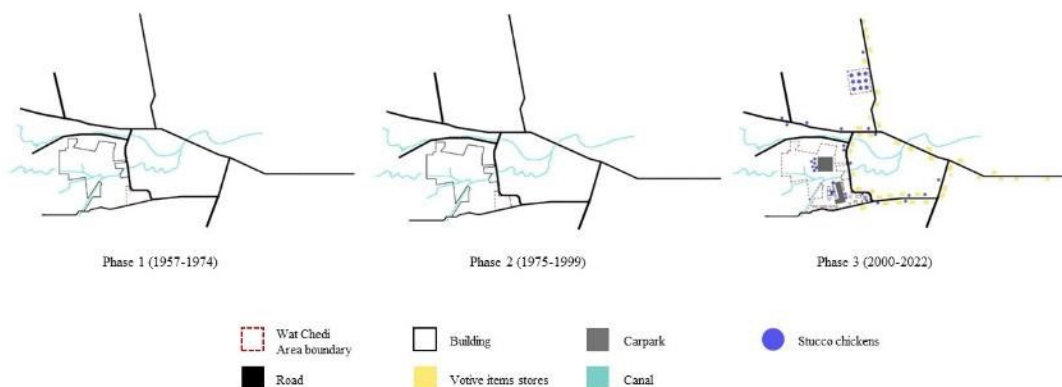 Phase 1 (1957-1974)
Phase 2 (1975-1999)
Phase 3 (2000-2022)
Wat Chedi
Area boundary
Building
Carpark
Stucco chickens
Road
Votive items stores
Canal